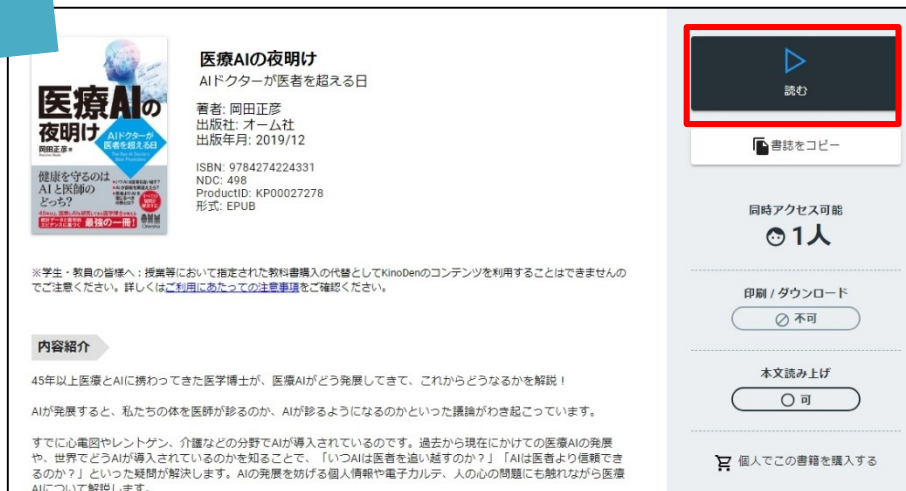 医療AIの夜明け
AIドクターが医者を超える日
著者: 岡田正彦
出版社: オーム社
出版年月: 2019/12
ISBN: 9784274224331
NDC: 498
ProductID: KP00027278
形式: EPUB
医療AIの
夜明け
AIドクターが
医者を超える日
岡田正彦
健康を守るのは
AIと医師の
どっち?
最強の一冊!
※学生・教員の皆様へ：授業等において指定された教科書購入の代替としてKinoDenのコンテンツを利用することはできませんの
でご注意ください。詳しくはご利用にあたっての注意事項をご確認ください。
内容紹介
45年以上医療とAIに携わってきた医学博士が、医療AIがどう発展してきて、これからどうなるかを解説！
AIが発展すると、私たちの体を医師が診るのか、AIが診るようになるのかといった議論がわき起こっています。
すでに心電図やレントゲン、介護などの分野でAIが導入されているのです。過去から現在にかけての医療AIの発展
や、世界でどうAIが導入されているのかを知ることで、「いつAIは医者を追い越すのか？」「AIは医者より信頼でき
るのか？」といった疑問が解決します。AIの発展を妨げる個人情報や電子カルテ、人の心の問題にも触れながら医療
AIについて解説します。
読む
書誌をコピー
同時アクセス可能
1人
印刷 / ダウンロード
不可
本文読み上げ
可
個人でこの書籍を購入する